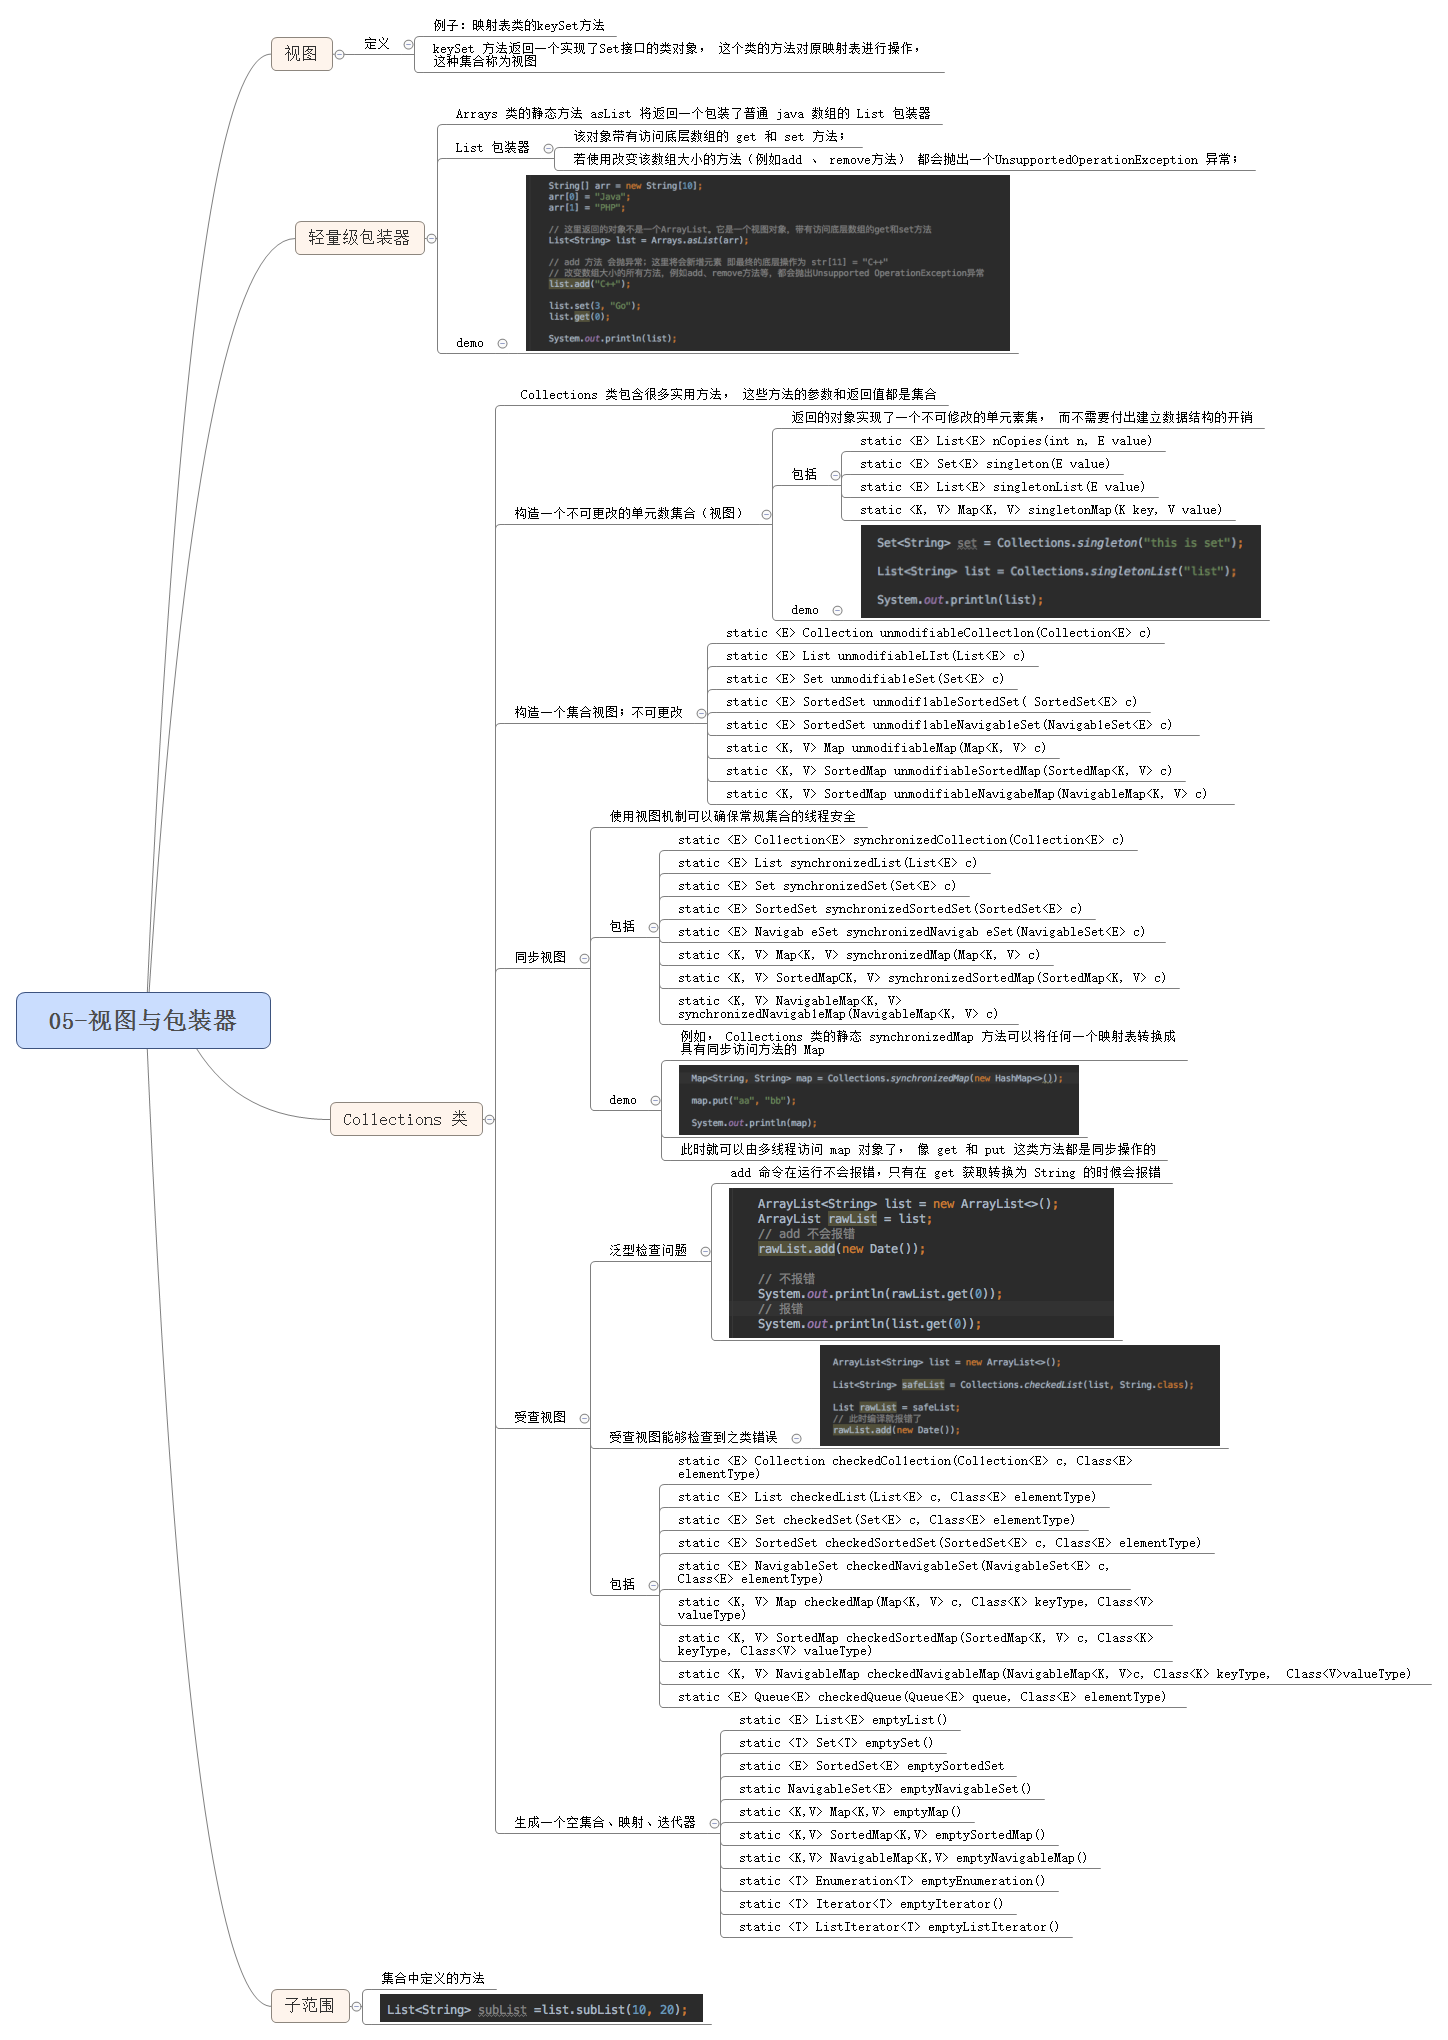 例子：映射表类的keySet方法
视图
定义
keySet 方法返回一个实现了Set接口的类对象， 这个类的方法对原映射表进行操作，
这种集合称为视图
Arrays 类的静态方法 asList 将返回一个包装了普通 java 数组的 List 包装器
该对象带有访问底层数组的 get 和 set 方法；
List 包装器
若使用改变该数组大小的方法（例如add 、 remove方法） 都会抛出一个UnsupportedOperationException 异常；
轻量级包装器
String[] arr = new String[10];
arr[0] = "Java";
arr[1] = "PHP";
// 这里返回的对象不是一个ArrayList，它是一个视图对象，带有访问底层数组的get和set方法
List<String> list = Arrays.asList(arr);
// add 方法 会抛异常；这里将会新增元素 即最终的底层操作为 str[11] = "C++"
// 改变数组大小的所有方法，例如add、remove方法等，都会抛出Unsupported OperationException异常
list.add("C++");
list.set(3, "Go");
list.get(0);
System.out.println(list);
demo
Collections 类包含很多实用方法， 这些方法的参数和返回值都是集合
返回的对象实现了一个不可修改的单元素集， 而不需要付出建立数据结构的开销
static <E> List<E> nCopies(int n, E value)
static <E> Set<E> singleton(E value)
包括
static <E> List<E> singletonList(E value)
static <K, V> Map<K, V> singletonMap(K key, V value)
构造一个不可更改的单元数集合（视图）
Set<String> set = Collections.singleton("this is set");
List<String> list = Collections.singletonList("list");
System.out.println(list);
demo
static <E> Collection unmodifiableCollectlon(Collection<E> c)
static <E> List unmodifiableLIst(List<E> c)
static <E> Set unmodifiab1eSet(Set<E> c)
static <E> SortedSet unmodif1ableSortedSet( SortedSet<E> c)
构造一个集合视图；不可更改
static <E> SortedSet unmodif1ableNavigab1eSet(Navigab1eSet<E> c)
static <K, V> Map unmodifiableMap(Map<K, V> c)
static <K, V> SortedMap unmodifiableSortedMap(SortedMap<K, V> c)
static <K, V> SortedMap unmodifiableNavigabeMap(NavigableMap<K, V> c)
使用视图机制可以确保常规集合的线程安全
static <E> Col1ection<E> synchronizedCollection(Col1ection<E> c)
static <E> List synchronizedList(List<E> c)
static <E> Set synchronizedSet(Set<E> c)
static <E> SortedSet synchronizedSortedSet(SortedSet<E> c)
包括
static <E> Navigab eSet synchronizedNavigab eSet(NavigableSet<E> c)
static <K, V> Map<K, V> synchronizedMap(Map<K, V> c)
同步视图
static <K, V> SortedMapCK, V> synchronizedSortedMap(SortedMap<K, V> c)
static <K, V> NavigableMap<K, V>
synchronizedNavigab1eMap(NavigableMap<K, V> c)
05-视图与包装器
例如， Collections 类的静态 synchronizedMap 方法可以将任何一个映射表转换成
具有同步访问方法的 Map
Map<String, String> map = Collections.synchronizedMap(new HashMap<>{});
map.put("aa", "bb");
System.out.println(map);
demo
Collections 类
此时就可以由多线程访问 map 对象了， 像 get 和 put 这类方法都是同步操作的
add 命令在运行不会报错，只有在 get 获取转换为 String 的时候会报错
ArrayList<String> list = new ArrayList<>();
ArrayList rawList = list;
// add 不会报错
rawList.add(new Date());
泛型检查问题
// 不报错
System.out.println(rawList.get(0));
// 报错
System.out.println(list.get(0));
ArrayList<String> list = new ArrayList<>();
List<String> safeList = Collections.checkedList(list, String.class);
List rawList = safeList;
// 此时编译就报错了
rawList.add(new Date());
受查视图
受查视图能够检查到之类错误
static <E> Collection checkedCol1ection(Col1ection<E> c, Class<E>
elementType)
static <E> List checkedList(List<E> c, Class<E> elementType)
static <E> Set checkedSet(Set<E> c, Class<E> elementType)
static <E> SortedSet checkedSortedSet(SortedSet<E> c, Class<E> elementType)
static <E> NavigableSet checkedNavigableSet(NavigableSet<E> c,
Class<E> elementType)
包括
static <K, V> Map checkedMap(Map<K, V> c, Class<K> keyType, Class<V>
valueType)
static <K, V> SortedMap checkedSortedMap(SortedMap<K, V> c, Class<K>
keyType, Class<V> valueType)
static <K, V> NavigableMap checkedNavigableMap(NavigableMap<K, V>c, Class<K> keyType,  Class<V>valueType)
static <E> Queue<E> checkedQueue(Queue<E> queue, Class<E> elementType)
static <E> List<E> emptyList()
static <T> Set<T> emptySet()
static <E> SortedSet<E> emptySortedSet
static NavigableSet<E> emptyNavigableSet()
static <K,V> Map<K,V> emptyMap()
生成一个空集合、映射、迭代器
static <K,V> SortedMap<K,V> emptySortedMap()
static <K,V> NavigableMap<K,V> emptyNavigableMap()
static <T> Enumeration<T> emptyEnumeration()
static <T> Iterator<T> emptyIterator()
static <T> ListIterator<T> emptyListIterator()
集合中定义的方法
子范围
List<String> subList =list.subList(10, 20);